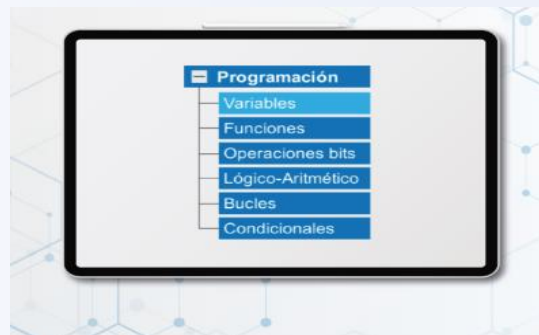 Programación
Variables
Funciones
Operaciones bits
Lógico-Aritmético
Bucles
Condicionales